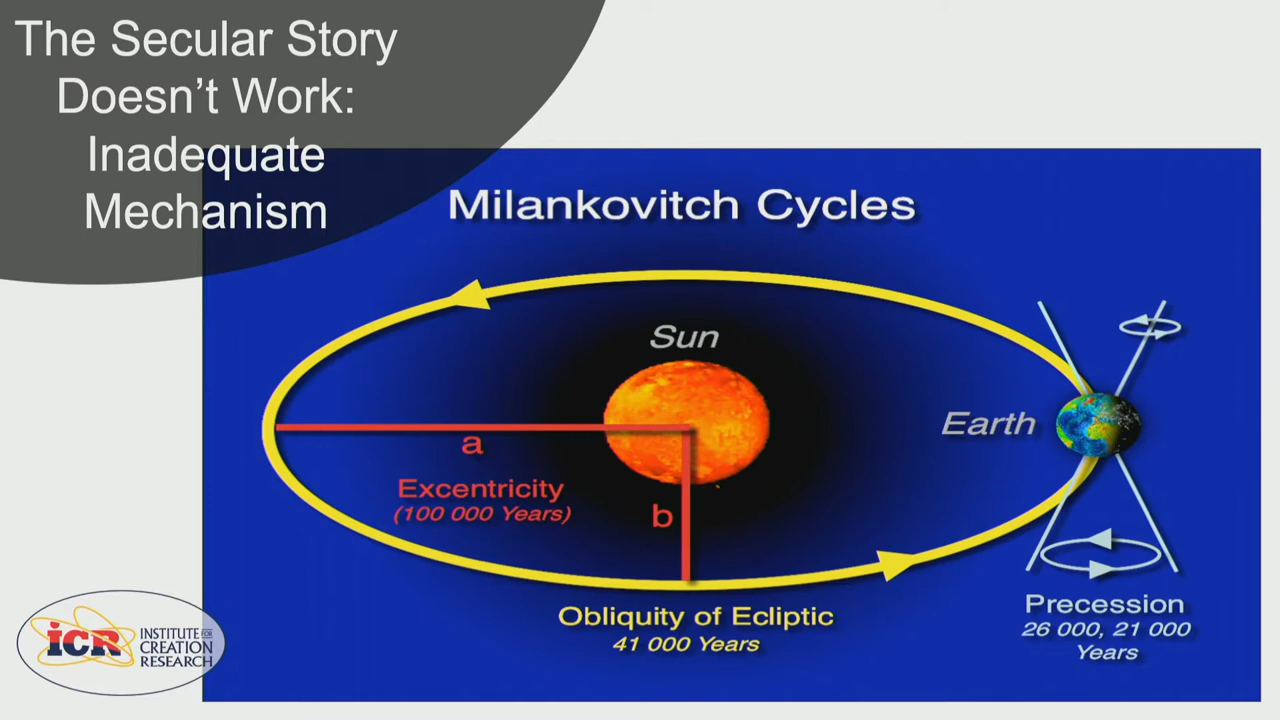 The Secular Story
Doesn't Work:
Inadequate
Mechanism
Milankovitch Cycles
Sun
Earth
a
Excentricity
(100 000 Years)
b
Obliquity of Ecliptic
41 000 Years
Precession
26 000, 21 000
Years
iCR
INSTITUTE FOR
CREATION
RESEARCH